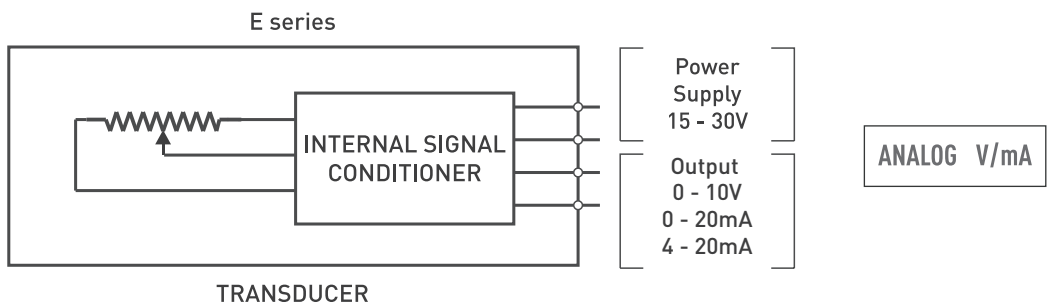 E series
INTERNAL SIGNAL
CONDITIONER
Power
Supply
15 - 30V
Output
0 - 10V
0 - 20mA
4 - 20mA
ANALOG V/mA
TRANSDUCER